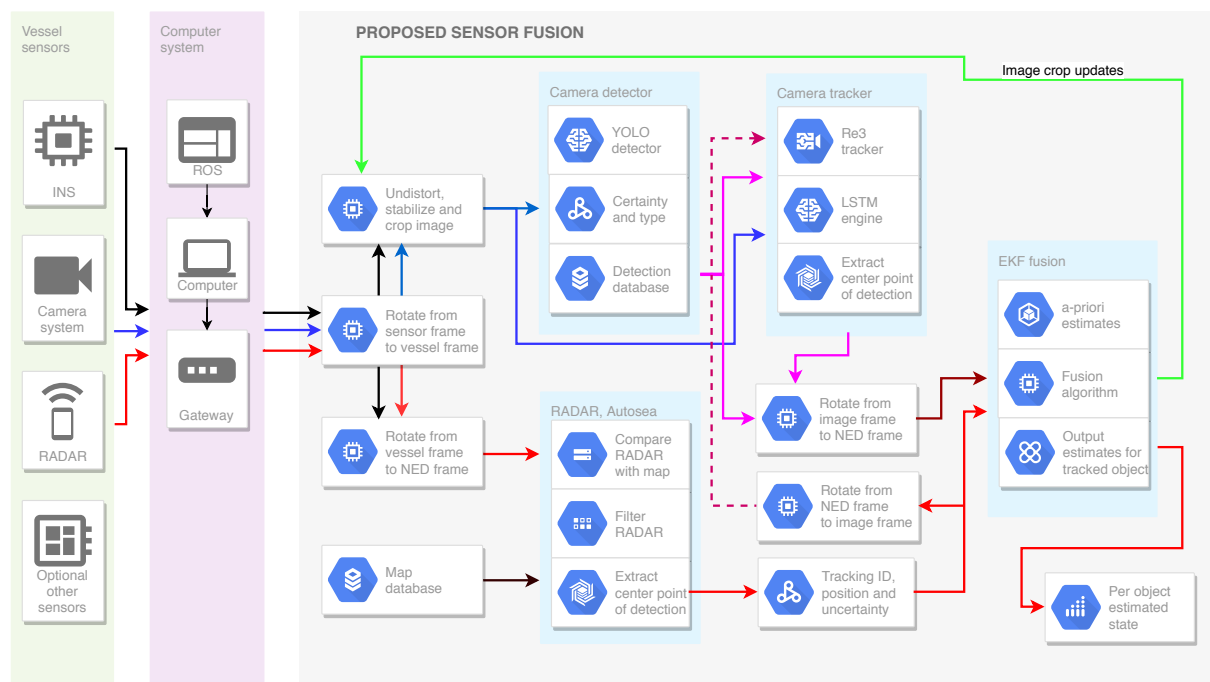 Vessel
sensors
INS
Camera
system
RADAR
Optional
other
sensors
Computer
system
ROS
Computer
Gateway
PROPOSED SENSOR FUSION
Image crop updates
Undistort,
stabilize and
crop image
Rotate from
sensor frame
to vessel frame
Rotate from
vessel frame
to NED frame
Map
database
Camera detector
YOLO
detector
Certainty
and type
Detection
database
RADAR, Autosea
Compare
RADAR
with map
Filter
RADAR
Extract
center point
of detection
Camera tracker
Re3
tracker
LSTM
engine
Extract
center point
of detection
Rotate from
image frame
to NED frame
Rotate from
NED frame
to image frame
Tracking ID,
position and
uncertainty
EKF fusion
a-priori
estimates
Fusion
algorithm
Output
estimates for
tracked object
Per object
estimated
state